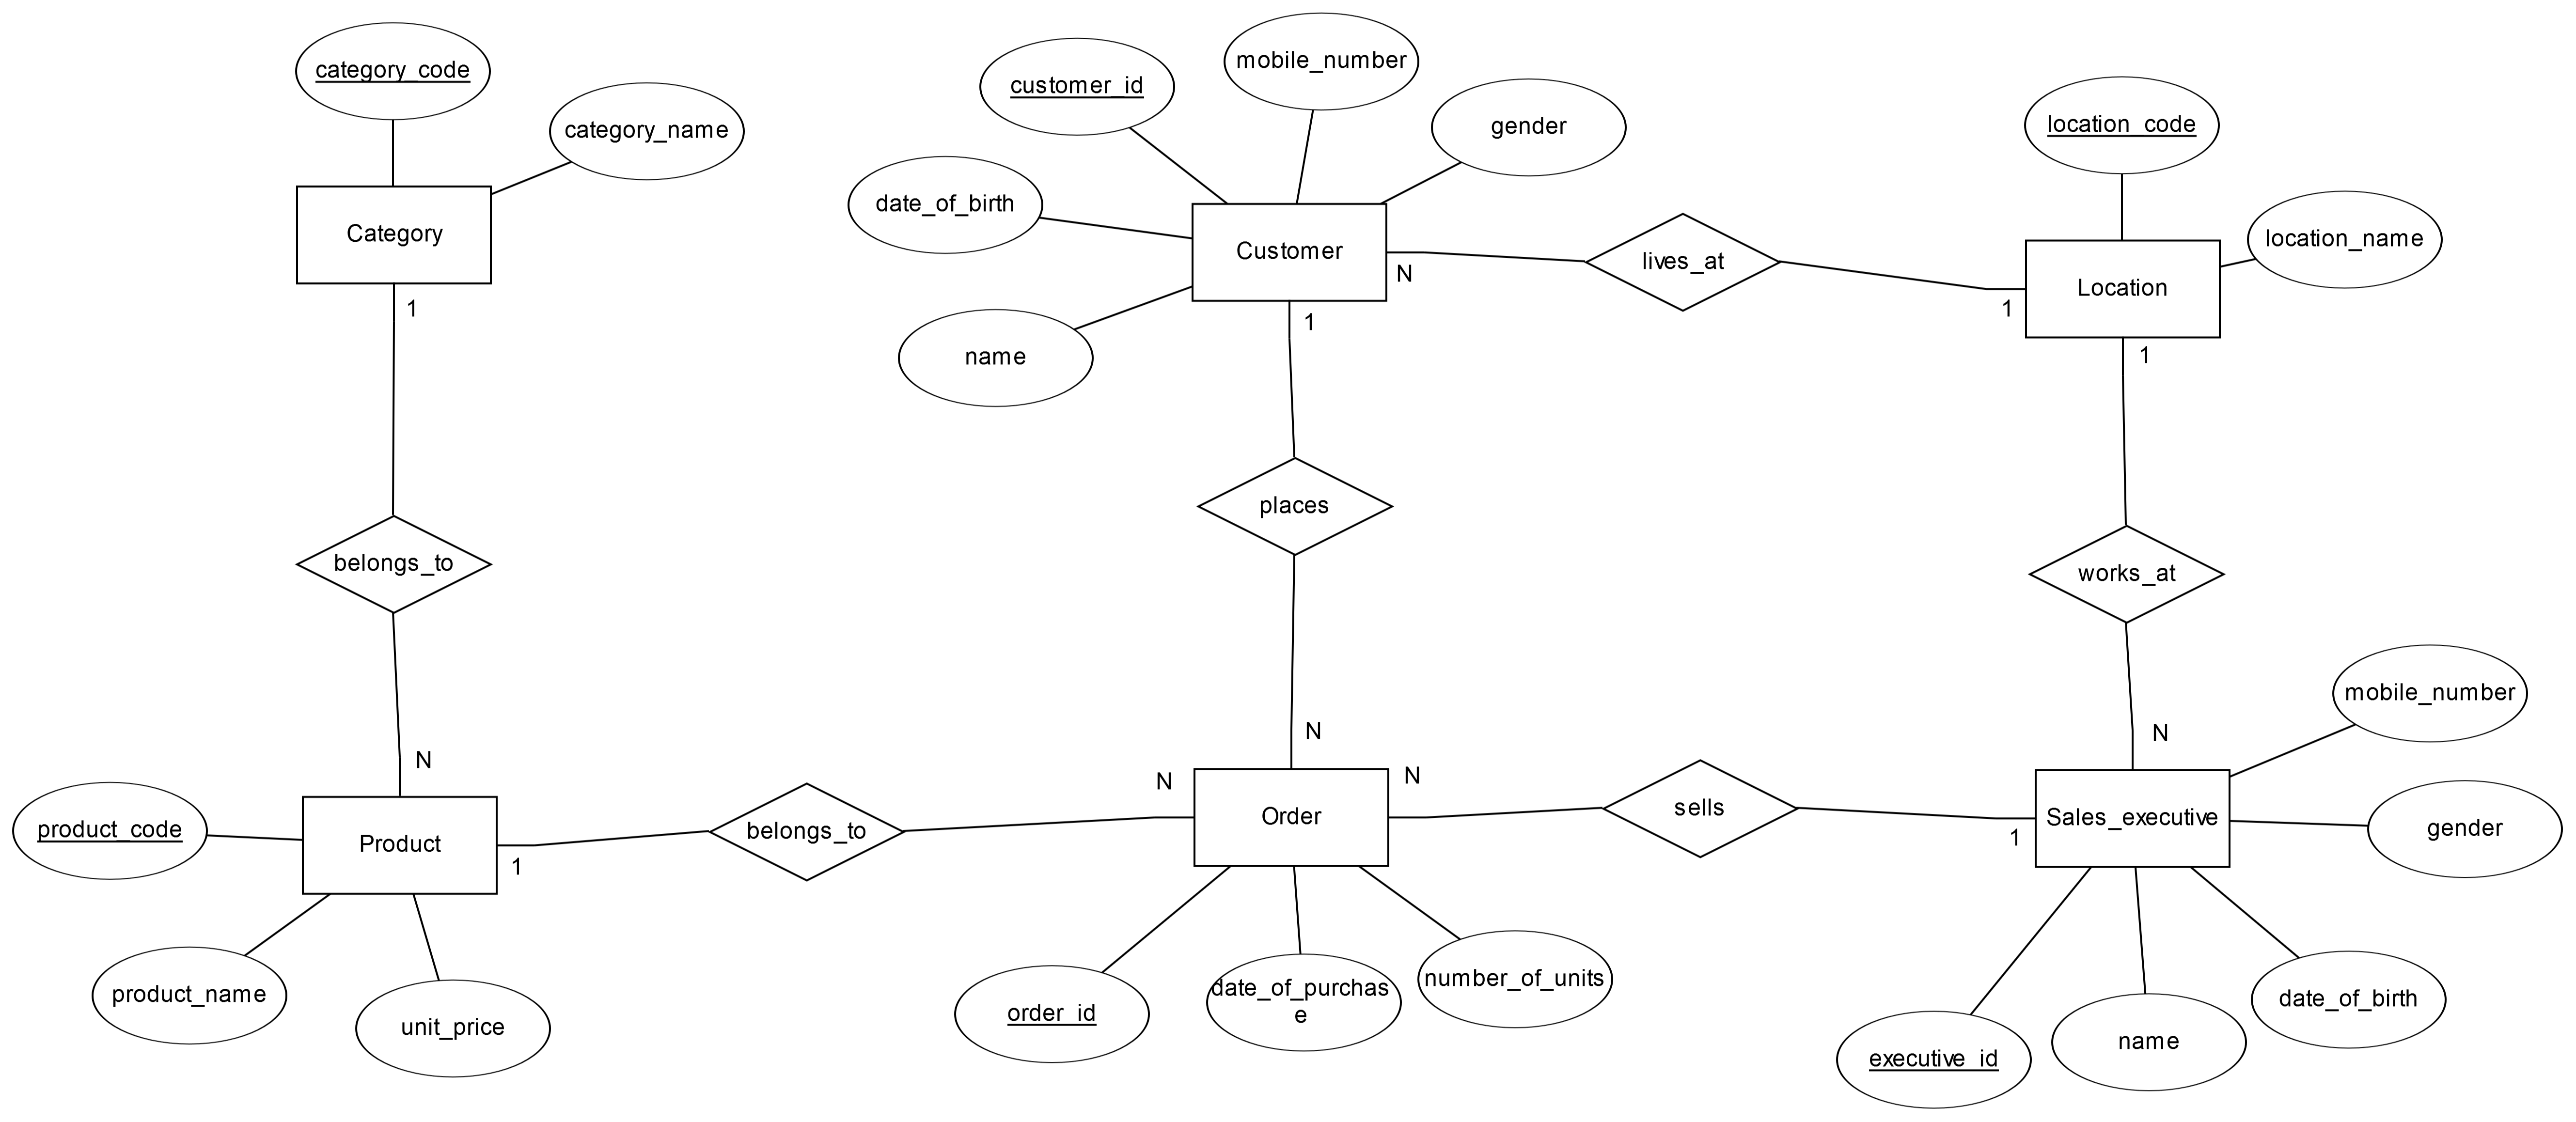 category_code
category_name
Category
1
belongs_to
N
product_code
Product
1
product_name
unit_price
belongs_to
N
customer_id
mobile_number
gender
date_of_birth
Customer
name
N
1
lives_at
1
places
N
Order
N
order_id
date_of_purchas
e
number_of_units
sells
1
location_code
location_name
Location
1
works_at
N
Sales_executive
mobile_number
gender
date_of_birth
name
executive_id